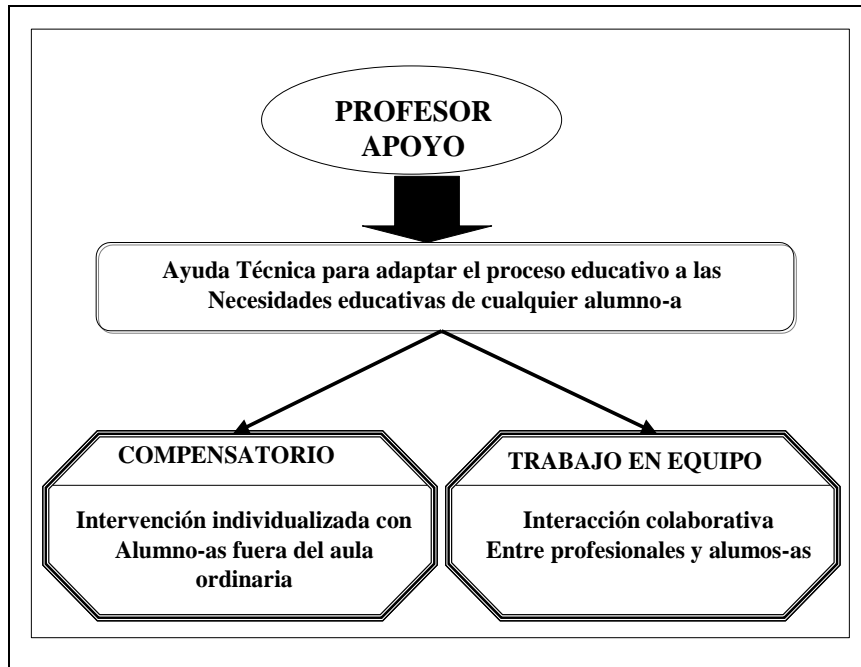 PROFESOR
APOYO
Ayuda Técnica para adaptar el proceso educativo a las
Necesidades educativas de cualquier alumno-a
COMPENSATORIO
Intervención individualizada con
Alumno-as fuera del aula
ordinaria
TRABAJO EN EQUIPO
Interacción colaborativa
Entre profesionales y alumos-as